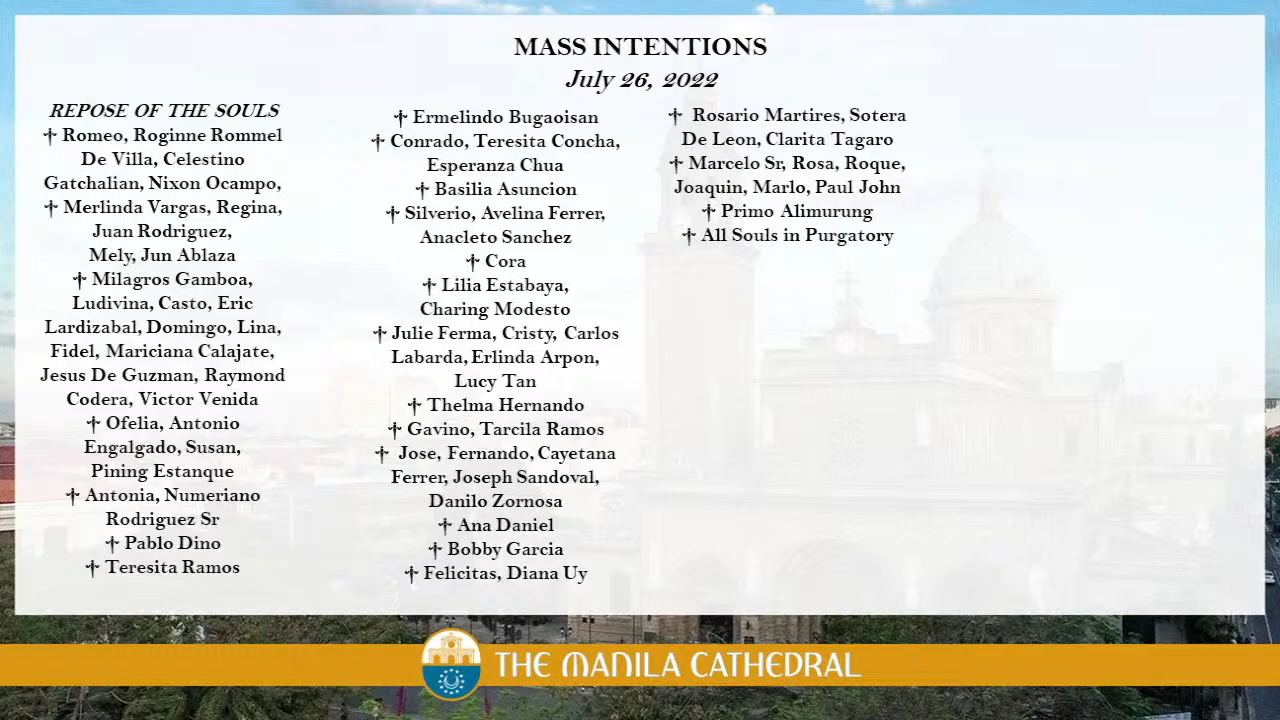 MASS INTENTIONS
July 26, 2022
REPOSE OF THE SOULS
✝ Romeo, Roginne Rommel
De Villa, Celestino
Gatchalian, Nixon Ocampo,
✝ Merlinda Vargas, Regina,
Juan Rodriguez,
Mely, Jun Ablaza
✝ Milagros Gamboa,
Ludivina, Casto, Eric
Lardizabal, Domingo, Lina,
Fidel, Mariciana Calajate,
Jesus De Guzman, Raymond
Codera, Victor Venida
✝ Ofelia, Antonio
Engalgado, Susan,
Pining Estanque
✝ Antonia, Numeriano
Rodriguez Sr
✝ Pablo Dino
✝ Teresita Ramos
✝ Ermelindo Bugaoisan
✝ Conrado, Teresita Concha,
Esperanza Chua
✝ Basilia Asuncion
✝ Silverio, Avelina Ferrer,
Anacleto Sanchez
✝ Cora
✝ Lilia Estabaya,
Charing Modesto
✝ Julie Ferma, Cristy, Carlos
Labarda, Erlinda Arpon,
Lucy Tan
✝ Thelma Hernando
✝ Gavino, Tarcila Ramos
✝ Jose, Fernando, Cayetana
Ferrer, Joseph Sandoval,
Danilo Zornosa
✝ Ana Daniel
✝ Bobby Garcia
✝ Felicitas, Diana Uy
✝ Rosario Martires, Sotera
De Leon, Clarita Tagaro
✝ Marcelo Sr, Rosa, Roque,
Joaquin, Marlo, Paul John
✝ Primo Alimurung
✝ All Souls in Purgatory
THE MANILA CATHEDRAL